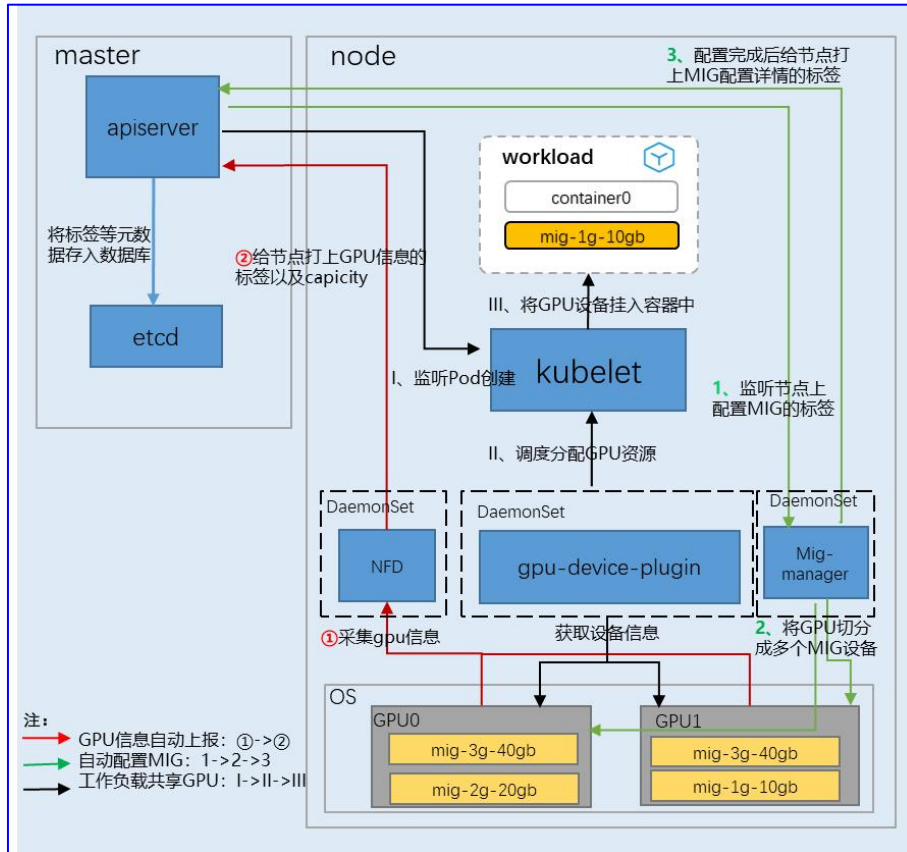 master
node
3、配置完成后给节点打
上MIG配置详情的标签
apiserver
workload
container0
mig-1g-10gb
将标签等元数
据存入数据库
②给节点打上GPU信息的
标签以及capicity
III、将GPU设备挂入容器中
etcd
kubelet
I、监听Pod创建
1、监听节点上
配置MIG的标签
II、调度分配GPU资源
DaemonSet
DaemonSet
DaemonSet
NFD
gpu-device-plugin
Mig-
manager
①采集gpu信息
获取设备信息
2、将GPU切分
成多个MIG设备
OS
GPU0
mig-3g-40gb
mig-2g-20gb
GPU1
mig-3g-40gb
mig-1g-10gb
注：
GPU信息自动上报：①->②
自动配置MIG：1->2->3
工作负载共享GPU：I->II->III